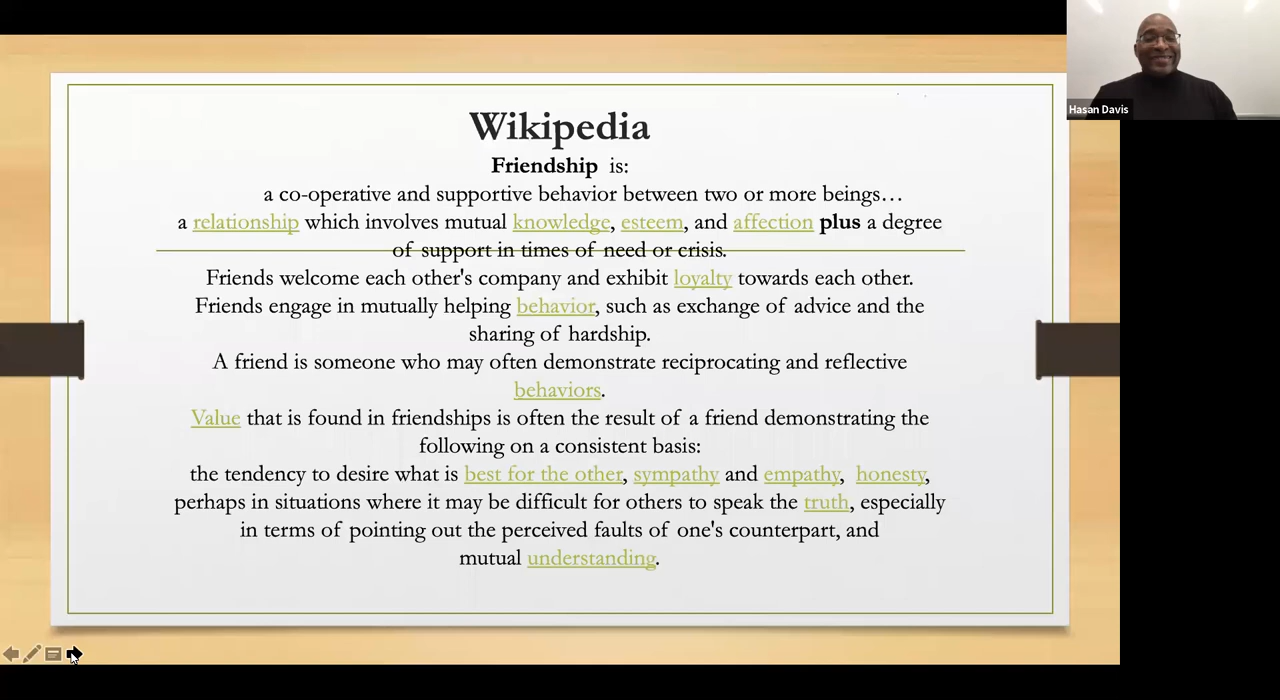 Wikipedia
Friendship is:
a co-operative and supportive behavior between two or more beings…
a relationship which involves mutual knowledge, esteem, and affection plus a degree
of support in times of need or crisis.
Friends welcome each other's company and exhibit loyalty towards each other.
Friends engage in mutually helping behavior, such as exchange of advice and the
sharing of hardship.
A friend is someone who may often demonstrate reciprocating and reflective
behaviors.
Value that is found in friendships is often the result of a friend demonstrating the
following on a consistent basis:
the tendency to desire what is best for the other, sympathy and empathy, honesty,
perhaps in situations where it may be difficult for others to speak the truth, especially
in terms of pointing out the perceived faults of one's counterpart, and
mutual understanding.
Hasan Davis